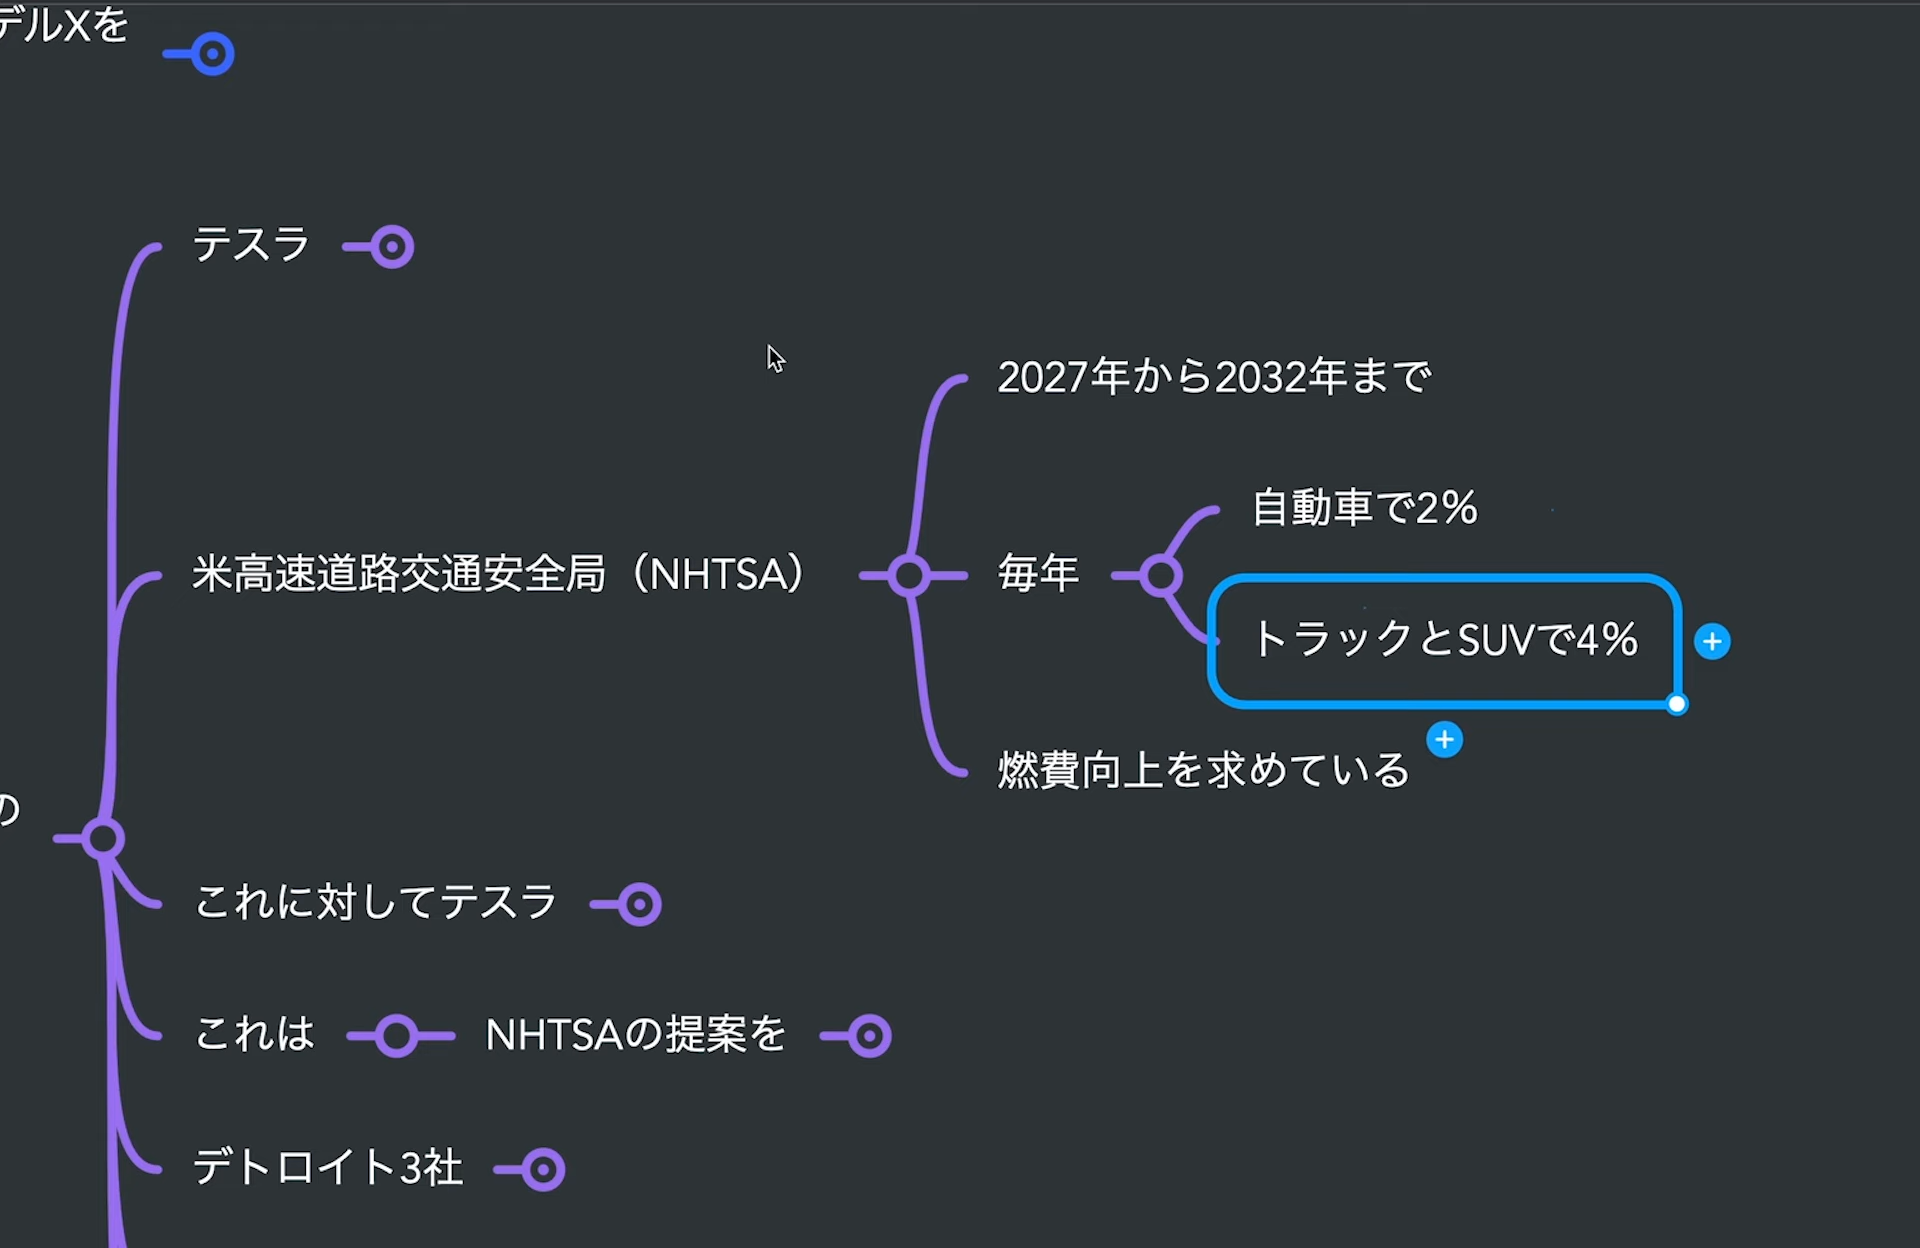 デルXを
テスラ
2027年から2032年まで
自動車で2%
米高速道路交通安全局（NHTSA）
毎年
トラックとSUVで4%
燃費向上を求めている
の
これに対してテスラ
これは
NHTSAの提案を
デトロイト3社